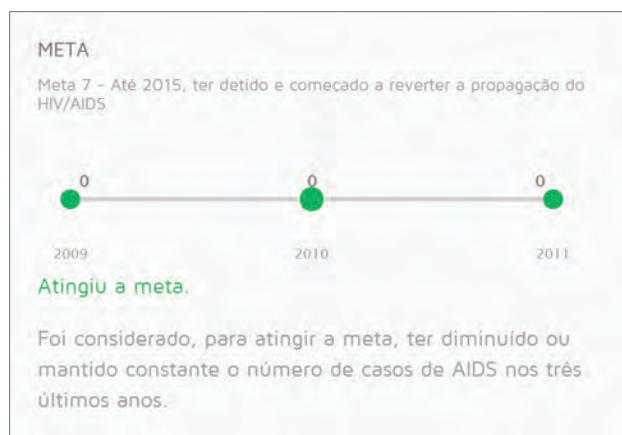 META
Meta 7 - Até 2015, ter detido e começado a reverter a propagação do
HIV/AIDS
0 0 0
2009 2010 2011
Atingiu a meta.
Foi considerado, para atingir a meta, ter diminuído ou
mantido constante o número de casos de AIDS nos três
últimos anos.